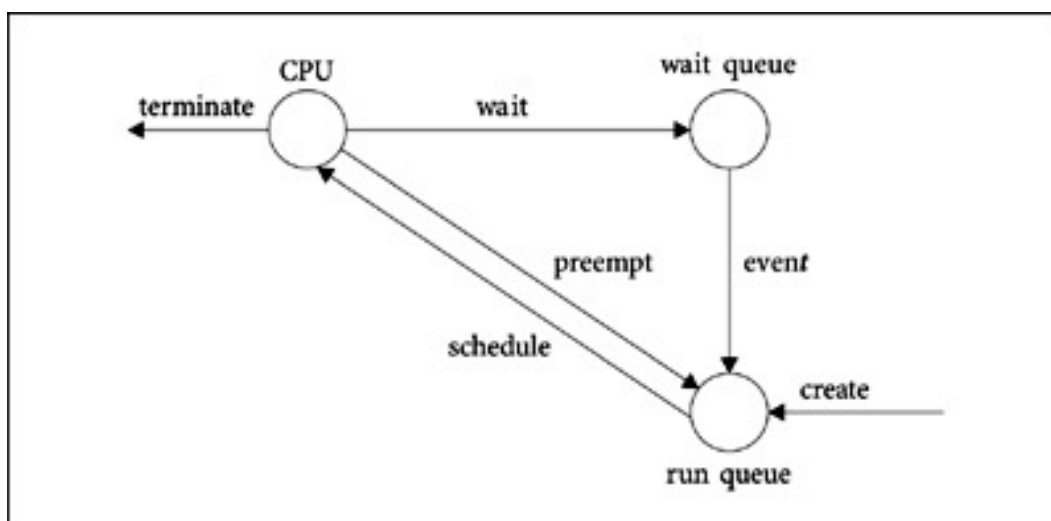 CPU
wait queue
terminate
wait
preempt
event
schedule
create
run queue